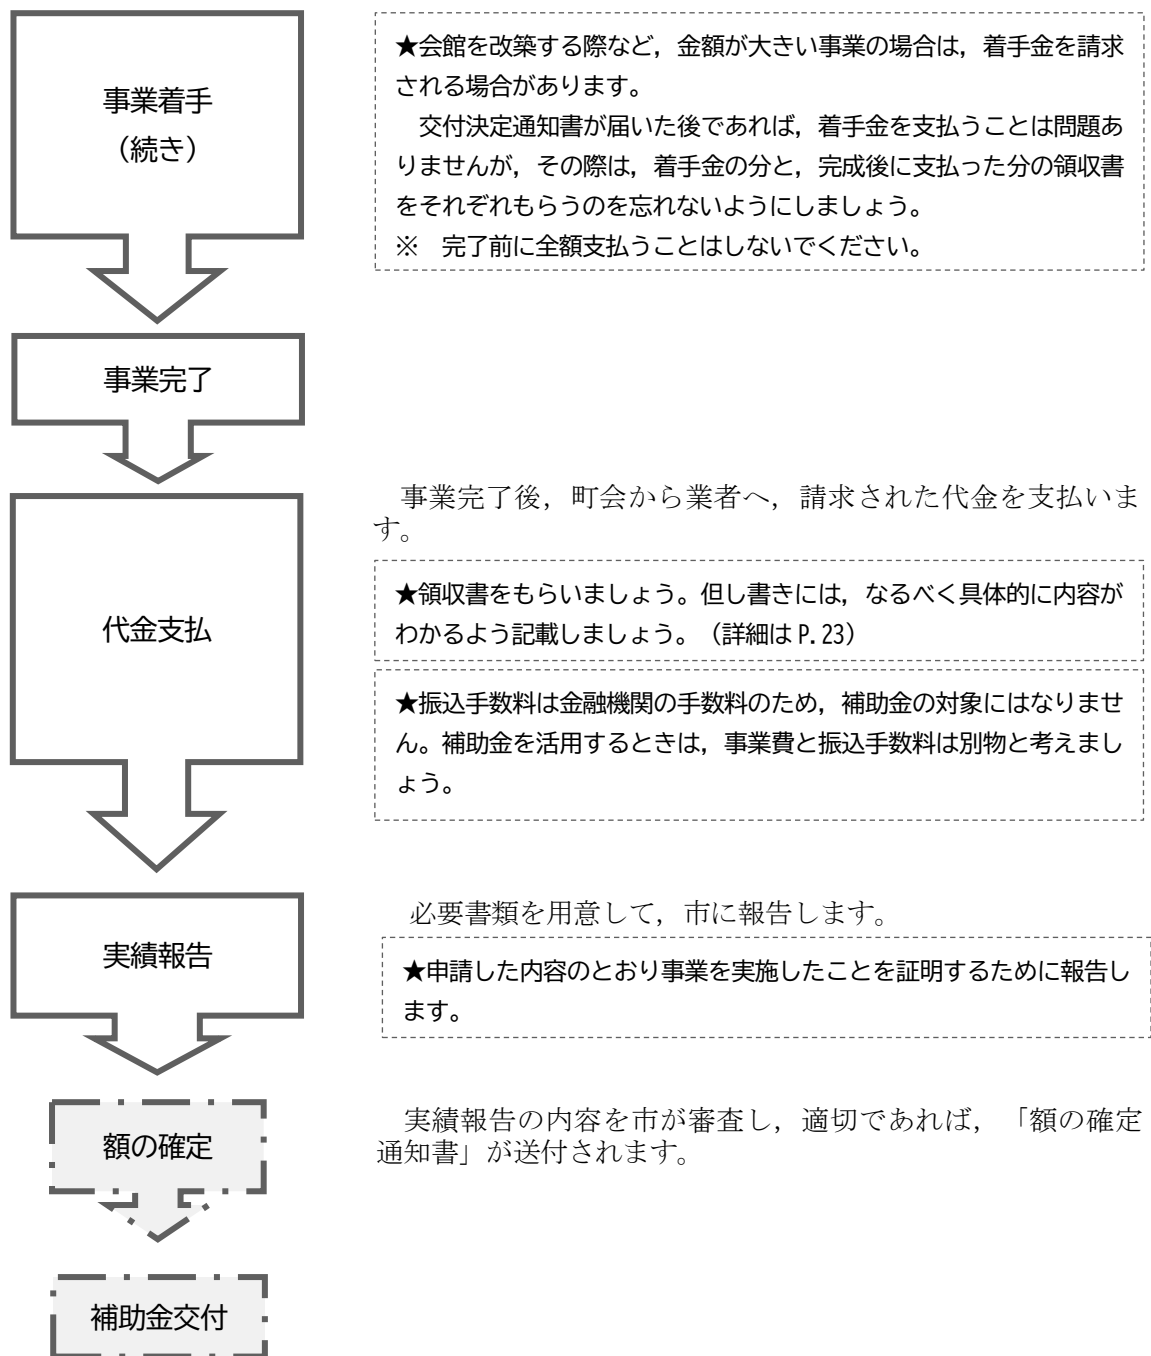 事業着手
（続き）
★会館を改築する際など，金額が大きい事業の場合は，着手金を請求
される場合があります。
　交付決定通知書が届いた後であれば，着手金を支払うことは問題あ
りませんが，その際は，着手金の分と，完成後に支払った分の領収書
をそれぞれもらうのを忘れないようにしましょう。
※　完了前に全額支払うことはしないでください。
事業完了
代金支払
　事業完了後，町会から業者へ，請求された代金を支払いま
す。
★領収書をもらいましょう。但し書きには，なるべく具体的に内容が
わかるよう記載しましょう。（詳細は P.23）
★振込手数料は金融機関の手数料のため，補助金の対象にはなりませ
ん。補助金を活用するときは，事業費と振込手数料は別物と考えまし
ょう。
実績報告
　必要書類を用意して，市に報告します。
★申請した内容のとおり事業を実施したことを証明するために報告し
ます。
額の確定
　実績報告の内容を市が審査し，適切であれば，「額の確定
通知書」が送付されます。
補助金交付